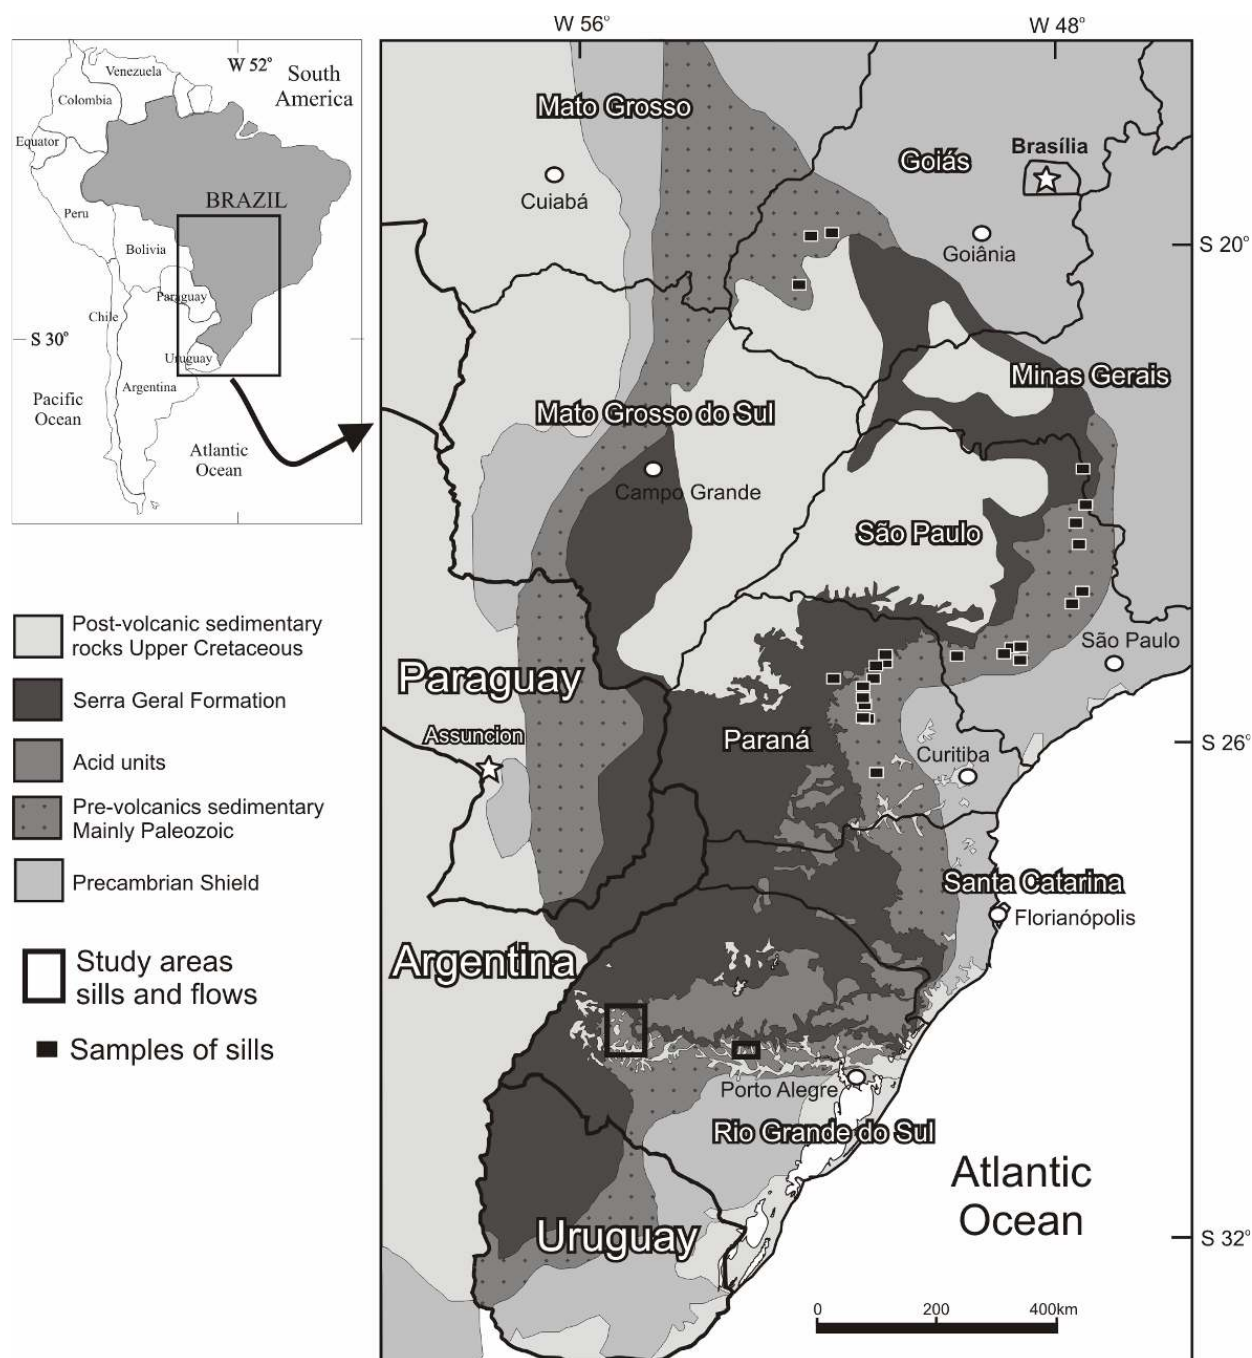 W 56°
W 48°
W 52°
South
America
Venezuela
Colombia
Equator
BRAZIL
Peru
Bolivia
Paraguay
Chile
S 30°
Uruguay
Argentina
Pacific
Ocean
Atlantic
Ocean
Mato Grosso
Cuiabá
Goiás
Brasília
Goiânia
S 20°
Minas Gerais
Mato Grosso do Sul
Campo Grande
São Paulo
São Paulo
Post-volcanic sedimentary
rocks Upper Cretaceous
Serra Geral Formation
Acid units
Pre-volcanics sedimentary
Mainly Paleozoic
Precambrian Shield
Study areas
sills and flows
Samples of sills
Paraguay
Assuncion
Paraná
Curitiba
S 26°
Santa Catarina
Florianópolis
Argentina
Porto Alegre
Rio Grande do Sul
Atlantic
Ocean
Uruguay
S 32°
0 200 400km